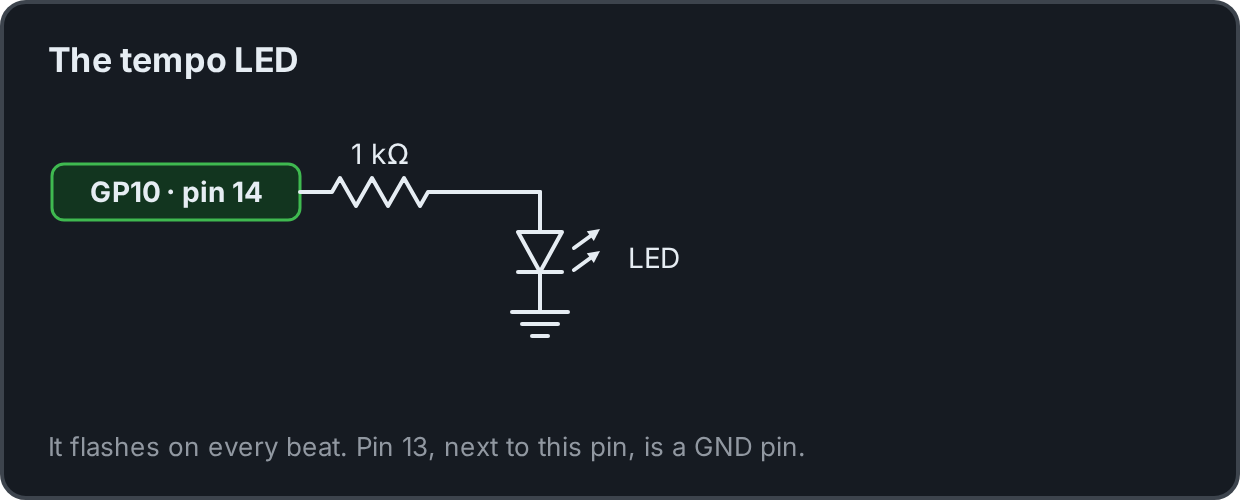 The tempo LED
1 kΩ
GP10 · pin 14
LED
It flashes on every beat. Pin 13, next to this pin, is a GND pin.